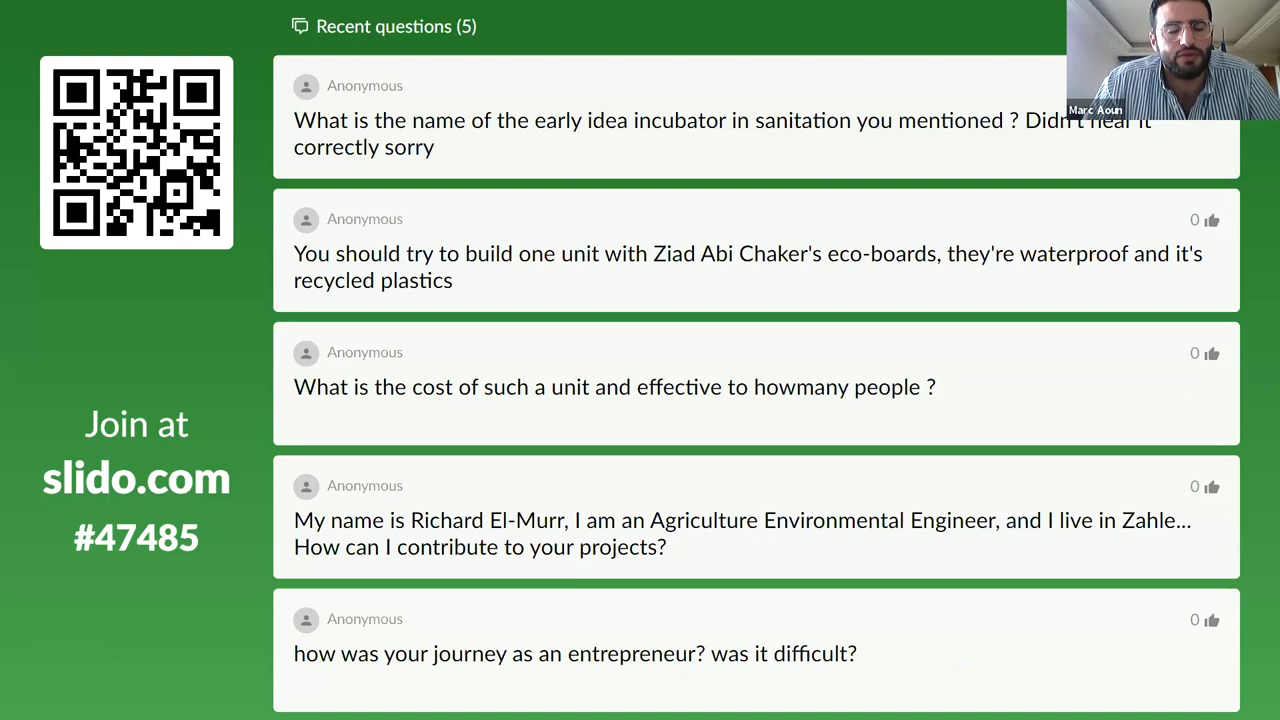 Recent questions (5)
Anonymous
What is the name of the early idea incubator in sanitation you mentioned ? Didn't hear it
correctly sorry
Marc Aoun
Anonymous
0
You should try to build one unit with Ziad Abi Chaker's eco-boards, they're waterproof and it's
recycled plastics
Anonymous
0
What is the cost of such a unit and effective to howmany people ?
Anonymous
0
My name is Richard El-Murr, I am an Agriculture Environmental Engineer, and I live in Zahle...
How can I contribute to your projects?
Anonymous
0
how was your journey as an entrepreneur? was it difficult?
Join at
slido.com
#47485